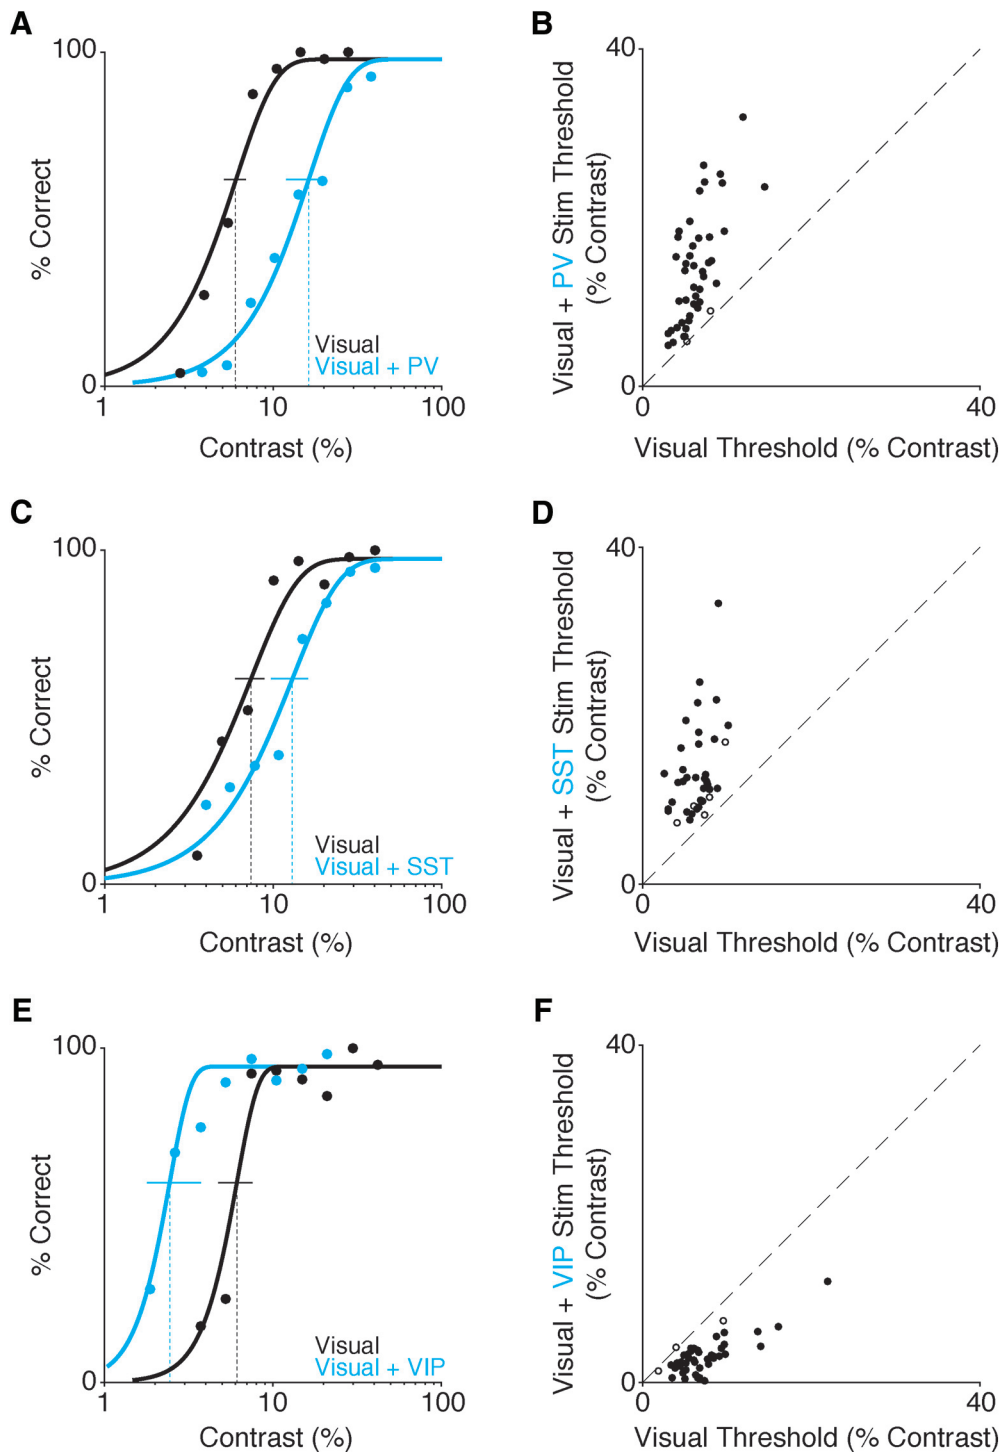 A
100
% Correct
0
1
10
100
Contrast (%)
Visual
Visual + PV
B
40
Visual + PV Stim Threshold
(% Contrast)
0
0
40
Visual Threshold (% Contrast)
C
100
% Correct
0
1
10
100
Contrast (%)
Visual
Visual + SST
D
40
Visual + SST Stim Threshold
(% Contrast)
0
0
40
Visual Threshold (% Contrast)
E
100
% Correct
0
1
10
100
Contrast (%)
Visual
Visual + VIP
F
40
Visual + VIP Stim Threshold
(% Contrast)
0
0
40
Visual Threshold (% Contrast)